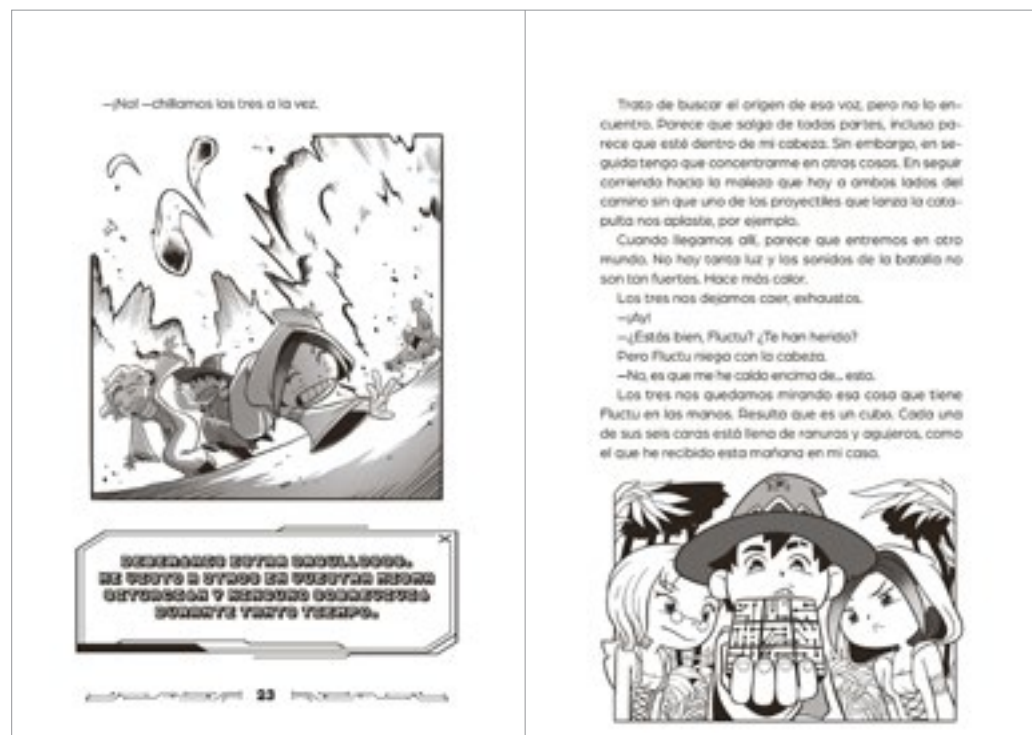 —¡No! —chillamos los tres a la vez.
DEBERÍAIS ESTAR ORGULLOSOS.
HE VISTO A OTROS EN VUESTRA MISMA
SITUACIÓN Y NINGUNO SOBREVIVIÓ
DURANTE TANTO TIEMPO.
23
Trato de buscar el origen de esa voz, pero no lo en-
cuentro. Parece que salga de todas partes, incluso pa-
rece que esté dentro de mi cabeza. Sin embargo, en se-
guida tengo que concentrarme en otras cosas. En seguir
corriendo hacia la maleza que hay a ambos lados del
camino sin que uno de los proyectiles que lanza la cata-
pulta nos aplaste, por ejemplo.
Cuando llegamos allí, parece que entremos en otro
mundo. No hay tanta luz y los sonidos de la batalla no
son tan fuertes. Hace más calor.
Los tres nos dejamos caer, exhaustos.
—¡Ay!
—¿Estás bien, Fluctu? ¿Te han herido?
Pero Fluctu niega con la cabeza.
—No, es que me he caído encima de... esto.
Los tres nos quedamos mirando esa cosa que tiene
Fluctu en las manos. Resulta que es un cubo. Cada una
de sus seis caras está llena de ranuras y agujeros, como
el que he recibido esta mañana en mi casa.